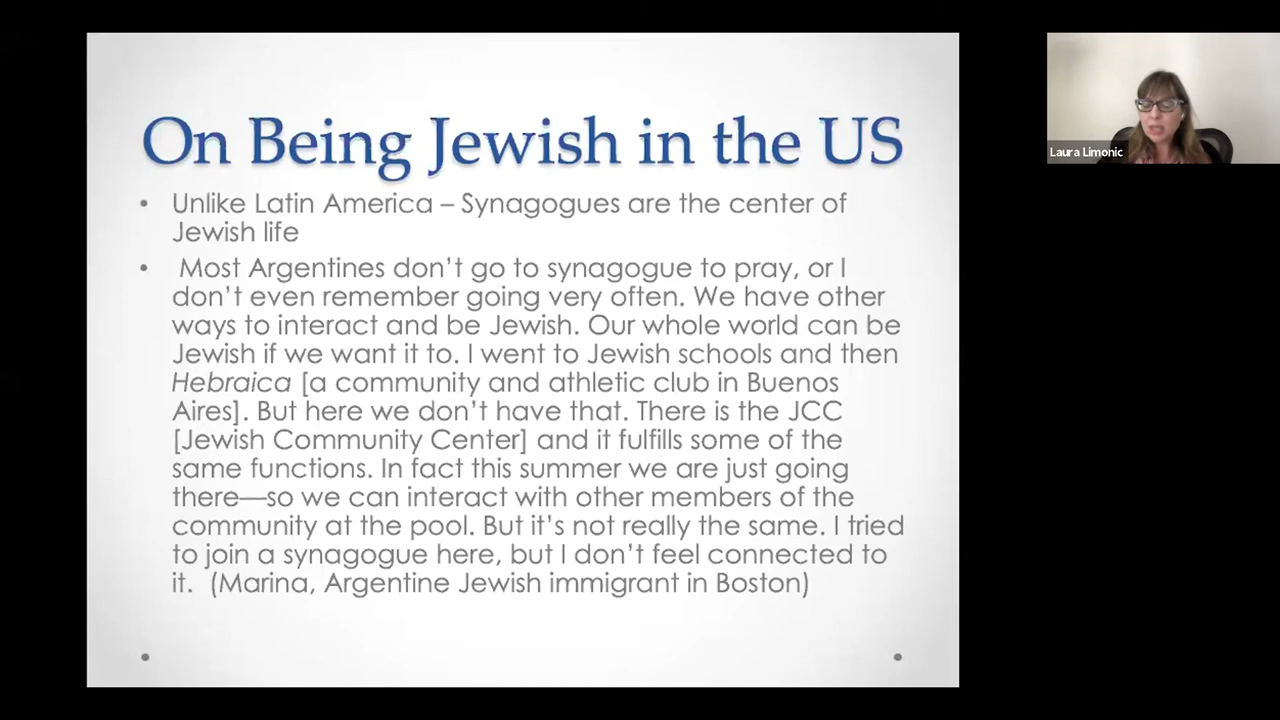 On Being Jewish in the US
• Unlike Latin America – Synagogues are the center of
Jewish life
• Most Argentines don't go to synagogue to pray, or I
don't even remember going very often. We have other
ways to interact and be Jewish. Our whole world can be
Jewish if we want it to. I went to Jewish schools and then
Hebraica [a community and athletic club in Buenos
Aires]. But here we don't have that. There is the JCC
[Jewish Community Center] and it fulfills some of the
same functions. In fact this summer we are just going
there—so we can interact with other members of the
community at the pool. But it's not really the same. I tried
to join a synagogue here, but I don't feel connected to
it. (Marina, Argentine Jewish immigrant in Boston)
Laura Limonic